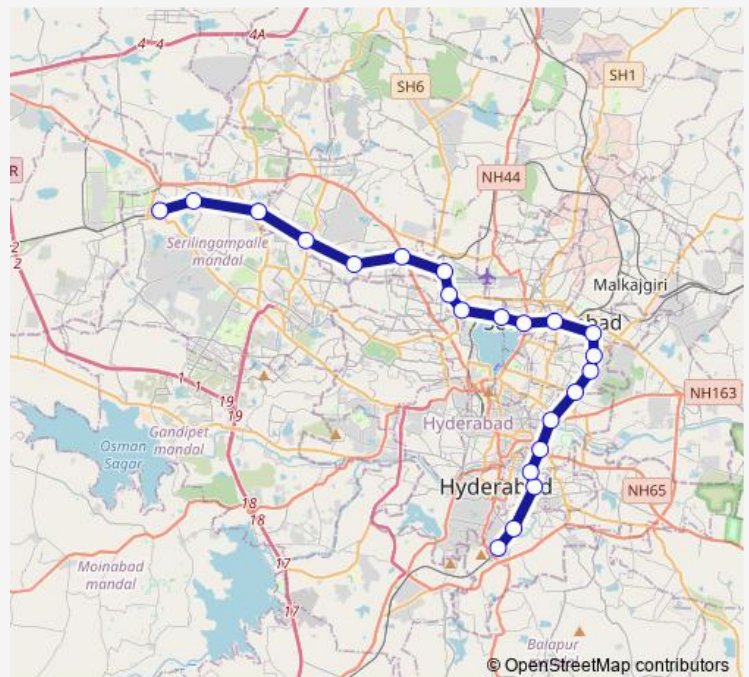 4 4
4A
SH6
SH1
R
NH44
2
2
Serilingampalle
mandal
Malkajgiri
bad
1
1
19
19
NH163
Gandipet
mandal
Osman
Sagar
Hyderabad
18
18
Hyderabad
NH65
Moinabad
mandal
17
17
Balapur
© OpenStreetMap contributors